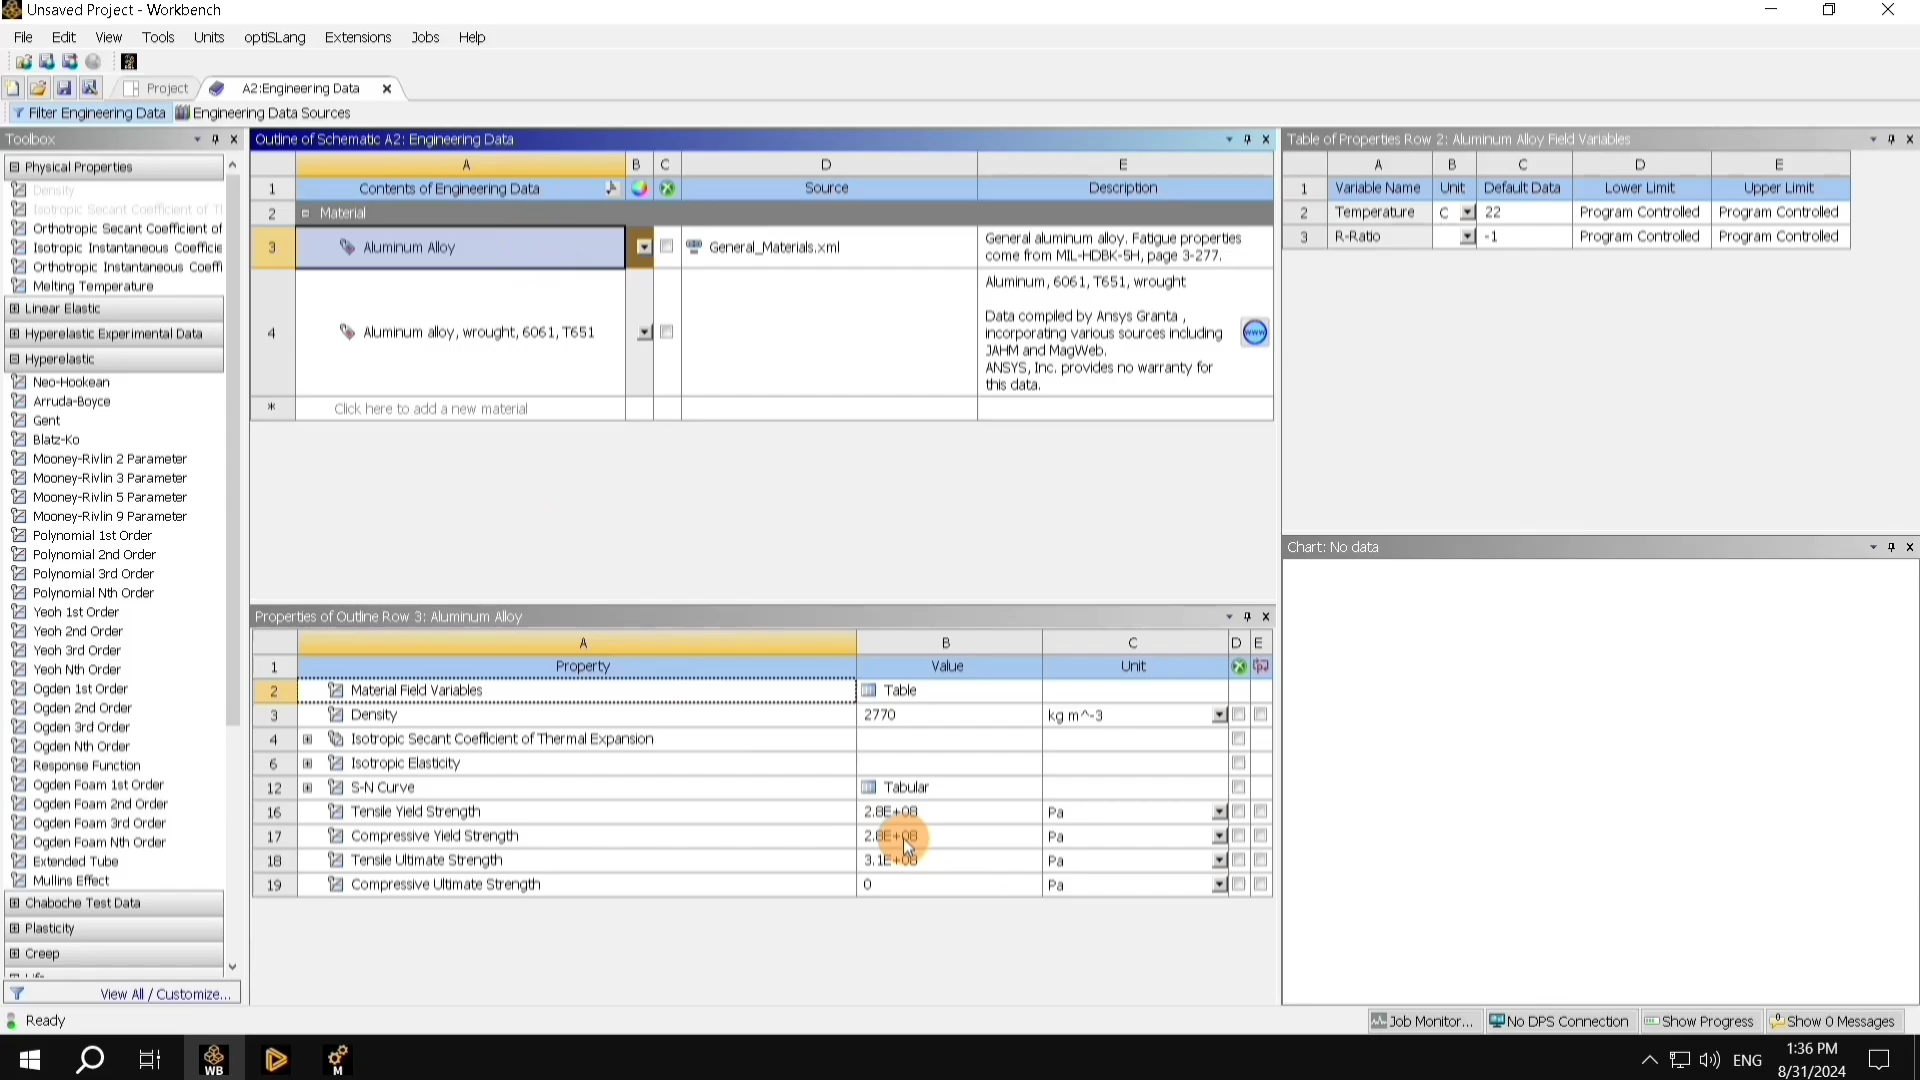 Unsaved Project - Workbench
File Edit View Tools Units optiSLang Extensions Jobs Help
Project A2:Engineering Data
Filter Engineering Data Engineering Data Sources
Toolbox
Physical Properties
Density
Isotropic Secant Coefficient of T
Orthotropic Secant Coefficient of
Isotropic Instantaneous Coefficie
Orthotropic Instantaneous Coeffi
Melting Temperature
Linear Elastic
Hyperelastic Experimental Data
Hyperelastic
Neo-Hookean
Arruda-Boyce
Gent
Blatz-Ko
Mooney-Rivlin 2 Parameter
Mooney-Rivlin 3 Parameter
Mooney-Rivlin 5 Parameter
Mooney-Rivlin 9 Parameter
Polynomial 1st Order
Polynomial 2nd Order
Polynomial 3rd Order
Polynomial Nth Order
Yeoh 1st Order
Yeoh 2nd Order
Yeoh 3rd Order
Yeoh Nth Order
Ogden 1st Order
Ogden 2nd Order
Ogden 3rd Order
Ogden Nth Order
Response Function
Ogden Foam 1st Order
Ogden Foam 2nd Order
Ogden Foam 3rd Order
Ogden Foam Nth Order
Extended Tube
Mullins Effect
Chaboche Test Data
Plasticity
Creep
View All / Customize...
Outline of Schematic A2: Engineering Data
A B C D E
1 Contents of Engineering Data Source Description
2 Material
3 Aluminum Alloy General_Materials.xml General aluminum alloy. Fatigue properties
come from MIL-HDBK-5H, page 3-277.
4 Aluminum alloy, wrought, 6061, T651
Aluminum, 6061, T651, wrought
Data compiled by Ansys Granta ,
incorporating various sources including
JAHM and MagWeb.
ANSYS, Inc. provides no warranty for
this data.
www
* Click here to add a new material
Properties of Outline Row 3: Aluminum Alloy
A B C D E
1 Property Value Unit
2 Material Field Variables Table
3 Density 2770 kg m^-3
4 Isotropic Secant Coefficient of Thermal Expansion
6 Isotropic Elasticity
12 S-N Curve Tabular
16 Tensile Yield Strength 2.8E+08 Pa
17 Compressive Yield Strength 2.8E+08 Pa
18 Tensile Ultimate Strength 3.1E+08 Pa
19 Compressive Ultimate Strength 0 Pa
Table of Properties Row 2: Aluminum Alloy Field Variables
A B C D E
1 Variable Name Unit Default Data Lower Limit Upper Limit
2 Temperature C 22 Program Controlled Program Controlled
3 R-Ratio -1 Program Controlled Program Controlled
Chart: No data
Ready
Job Monitor... No DPS Connection Show Progress Show 0 Messages
WB M
ENG 1:36 PM
8/31/2024